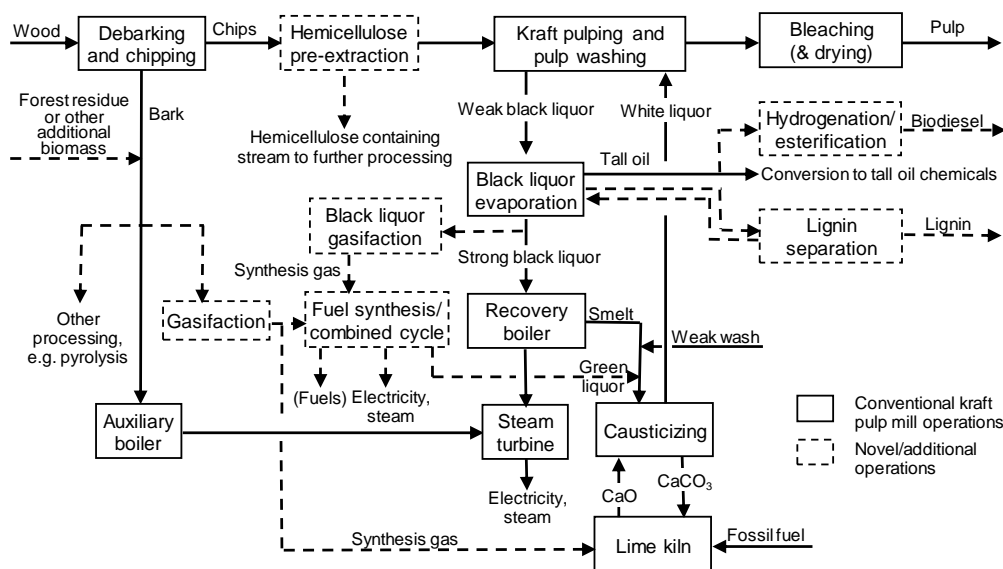 Wood
Debarking
and chipping
Chips
Hemicellulose
pre-extraction
Kraft pulping and
pulp washing
Bleaching
(& drying)
Pulp
Forest residue
or other
additional
biomass
Bark
Hemicellulose containing
stream to further processing
Weak black liquor
White liquor
Hydrogenation/
esterification
Biodiesel
Tall oil
Conversion to tall oil chemicals
Black liquor
evaporation
Black liquor
gasifaction
Lignin
separation
Lignin
Synthesis gas
Strong black liquor
Other
processing,
e.g. pyrolysis
Gasifaction
Fuel synthesis/
combined cycle
Recovery
boiler
Smelt
Weak wash
Green
liquor
(Fuels)
Electricity,
steam
Auxiliary
boiler
Steam
turbine
Causticizing
Conventional kraft
pulp mill operations
Novel/additional
operations
Electricity,
steam
CaO
CaCO3
Synthesis gas
Lime kiln
Fossil fuel